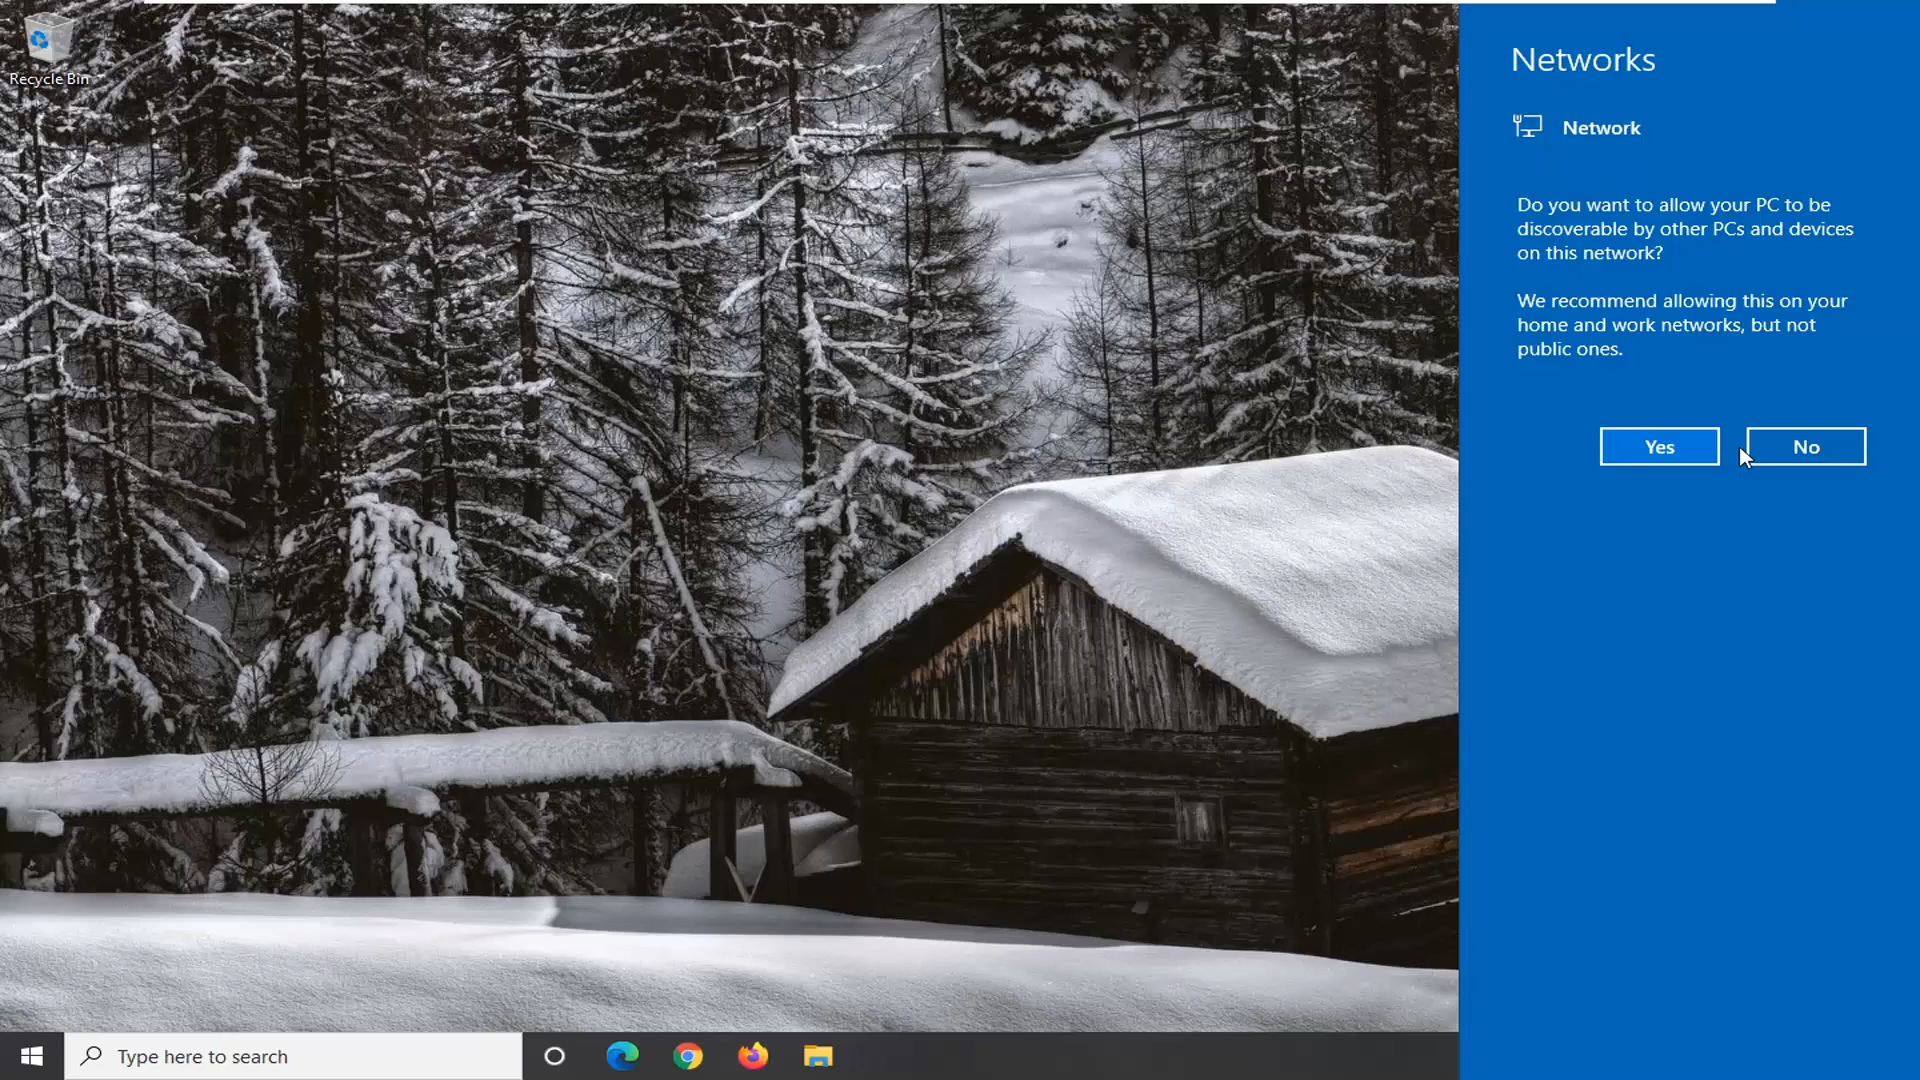 Recycle Bin
Networks
Network
Do you want to allow your PC to be
discoverable by other PCs and devices
on this network?
We recommend allowing this on your
home and work networks, but not
public ones.
Yes
No
Type here to search